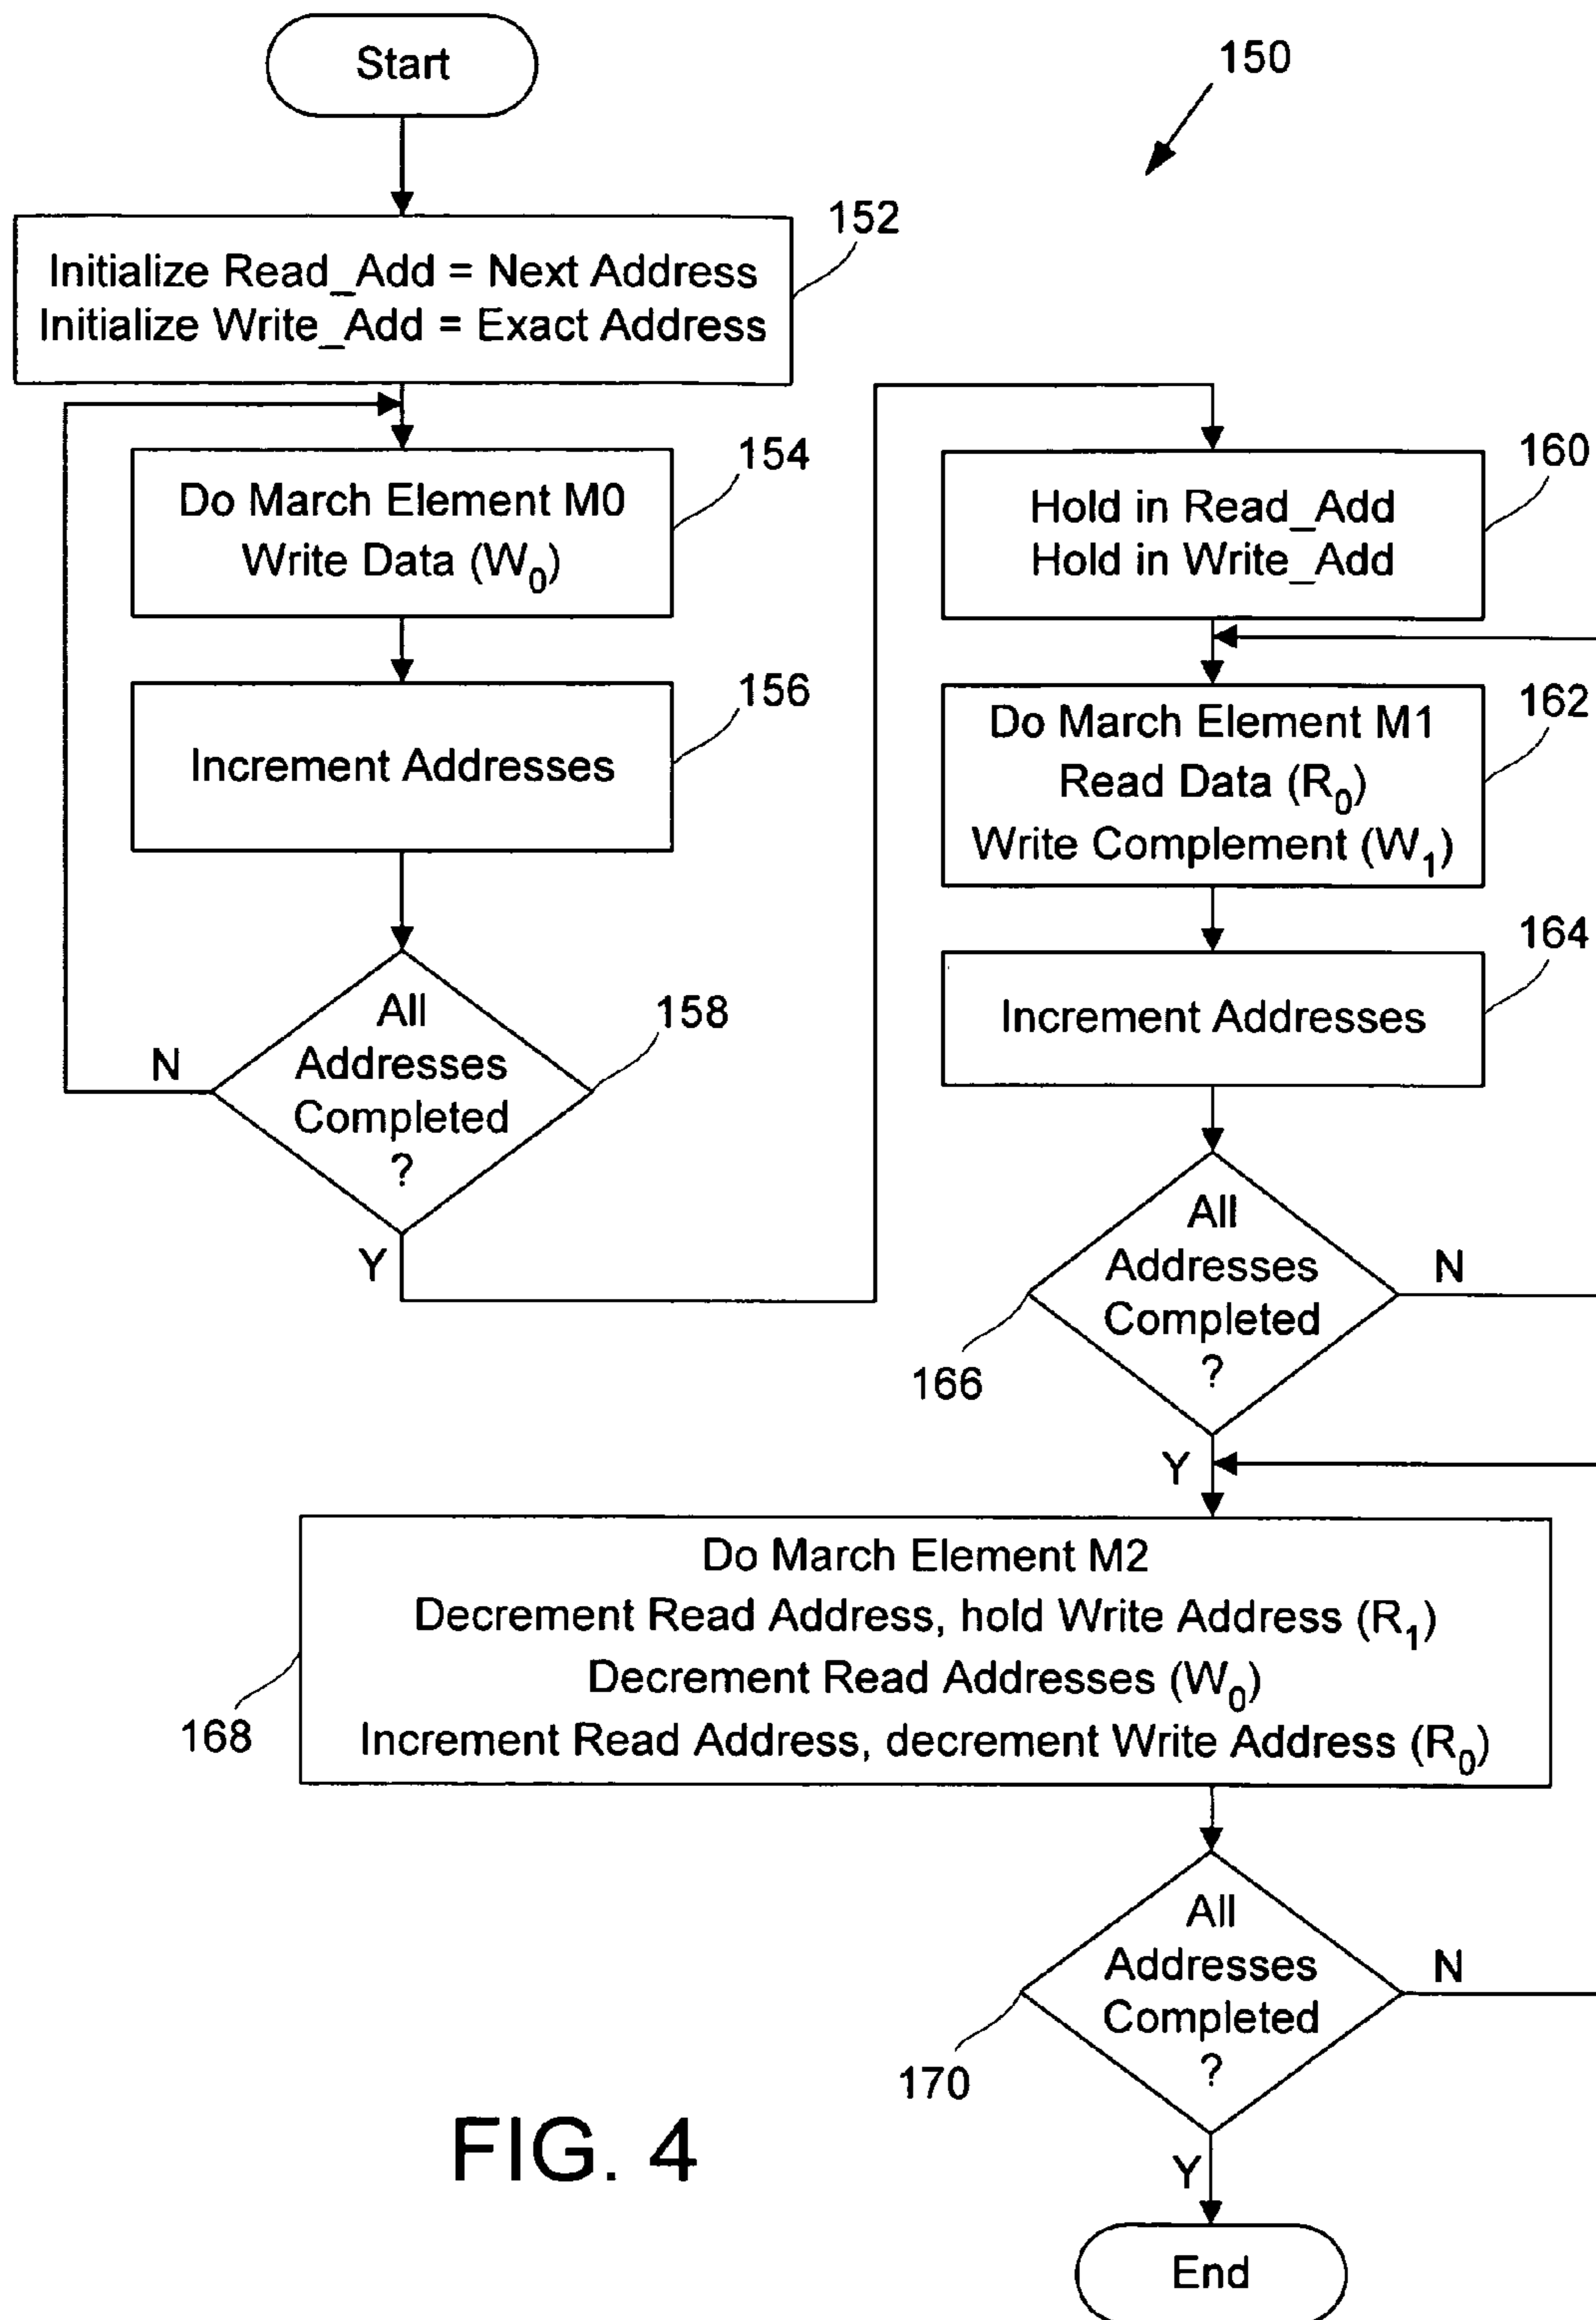 Start
150
152
Initialize Read_Add = Next Address
Initialize Write_Add = Exact Address
154
Do March Element M0
Write Data (W0)
156
Increment Addresses
158
All
Addresses
Completed
?
N
Y
160
Hold in Read_Add
Hold in Write_Add
162
Do March Element M1
Read Data (R0)
Write Complement (W1)
164
Increment Addresses
All
Addresses
Completed
?
N
166
Y
Do March Element M2
Decrement Read Address, hold Write Address (R1)
Decrement Read Addresses (W0)
Increment Read Address, decrement Write Address (R0)
168
All
Addresses
Completed
?
N
170
Y
End
FIG. 4